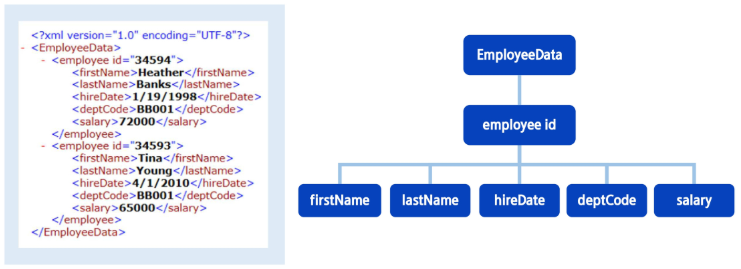 <?xml version="1.0" encoding="UTF-8"?>
- <EmployeeData>
- <employee id="34594">
<firstName>Heather</firstName>
<lastName>Banks</lastName>
<hireDate>1/19/1998</hireDate>
<deptCode>BB001</deptCode>
<salary>72000</salary>
</employee>
- <employee id="34593">
<firstName>Tina</firstName>
<lastName>Young</lastName>
<hireDate>4/1/2010</hireDate>
<deptCode>BB001</deptCode>
<salary>65000</salary>
</employee>
</EmployeeData>
EmployeeData
employee id
firstName lastName hireDate deptCode salary